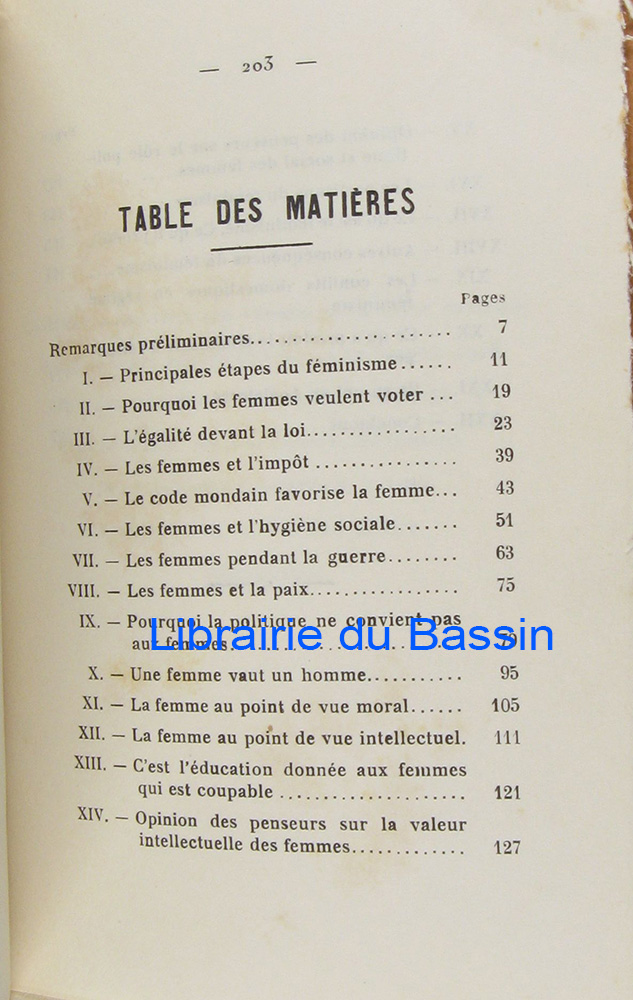 — 203 —
TABLE DES MATIÈRES
Pages
Remarques préliminaires...................... 7
I. — Principales étapes du féminisme...... 11
II. — Pourquoi les femmes veulent voter ... 19
III. — L'égalité devant la loi................. 23
IV. — Les femmes et l'impôt ................ 39
V. — Le code mondain favorise la femme... 43
VI. — Les femmes et l'hygiène sociale....... 51
VII. — Les femmes pendant la guerre........ 63
VIII. — Les femmes et la paix................. 75
IX. — Pourquoi la politique ne convient pas
aux femmes........................ 79
Librairie du Bassin
X. — Une femme vaut un homme........... 95
XI. — La femme au point de vue moral...... 105
XII. — La femme au point de vue intellectuel. 111
XIII. — C'est l'éducation donnée aux femmes
qui est coupable ..................... 121
XIV. — Opinion des penseurs sur la valeur
intellectuelle des femmes............. 127